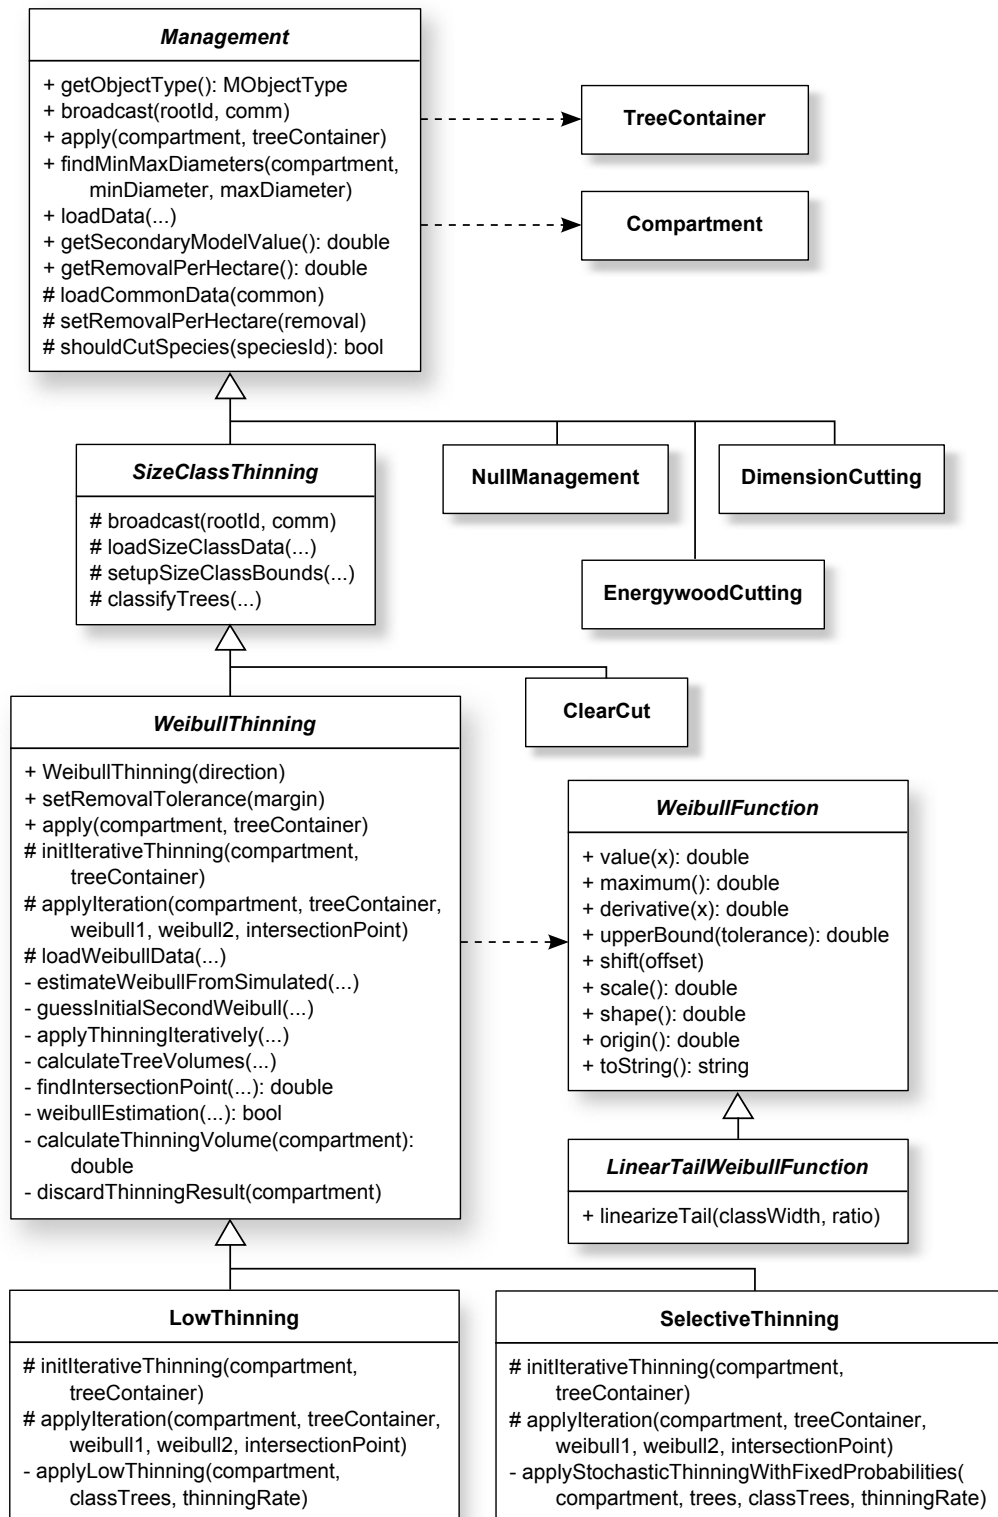 Management
+ getObjectType(): MObjectType
+ broadcast(rootId, comm)
+ apply(compartment, treeContainer)
+ findMinMaxDiameters(compartment,
minDiameter, maxDiameter)
+ loadData(...)
+ getSecondaryModelValue(): double
+ getRemovalPerHectare(): double
# loadCommonData(common)
# setRemovalPerHectare(removal)
# shouldCutSpecies(speciesId): bool
TreeContainer
Compartment
SizeClassThinning
# broadcast(rootId, comm)
# loadSizeClassData(...)
# setupSizeClassBounds(...)
# classifyTrees(...)
NullManagement
DimensionCutting
EnergywoodCutting
ClearCut
WeibullThinning
+ WeibullThinning(direction)
+ setRemovalTolerance(margin)
+ apply(compartment, treeContainer)
# initIterativeThinning(compartment,
treeContainer)
# applyIteration(compartment, treeContainer,
weibull1, weibull2, intersectionPoint)
# loadWeibullData(...)
- estimateWeibullFromSimulated(...)
- guessInitialSecondWeibull(...)
- applyThinningIteratively(...)
- calculateTreeVolumes(...)
- findIntersectionPoint(...): double
- weibullEstimation(...): bool
- calculateThinningVolume(compartment):
double
- discardThinningResult(compartment)
WeibullFunction
+ value(x): double
+ maximum(): double
+ derivative(x): double
+ upperBound(tolerance): double
+ shift(offset)
+ scale(): double
+ shape(): double
+ origin(): double
+ toString(): string
LinearTailWeibullFunction
+ linearizeTail(classWidth, ratio)
LowThinning
# initIterativeThinning(compartment,
treeContainer)
# applyIteration(compartment, treeContainer,
weibull1, weibull2, intersectionPoint)
- applyLowThinning(compartment,
classTrees, thinningRate)
SelectiveThinning
# initIterativeThinning(compartment,
treeContainer)
# applyIteration(compartment, treeContainer,
weibull1, weibull2, intersectionPoint)
- applyStochasticThinningWithFixedProbabilities(
compartment, trees, classTrees, thinningRate)